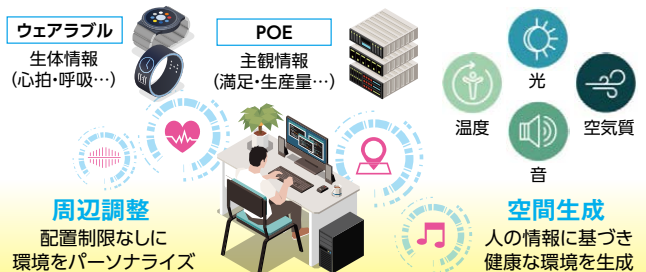 ウェアラブル
生体情報
(心拍・呼吸…)
POE
主観情報
(満足・生産量…)
光
温度
空気質
音
周辺調整
配置制限なしに
環境をパーソナライズ
空間生成
人の情報に基づき
健康な環境を生成